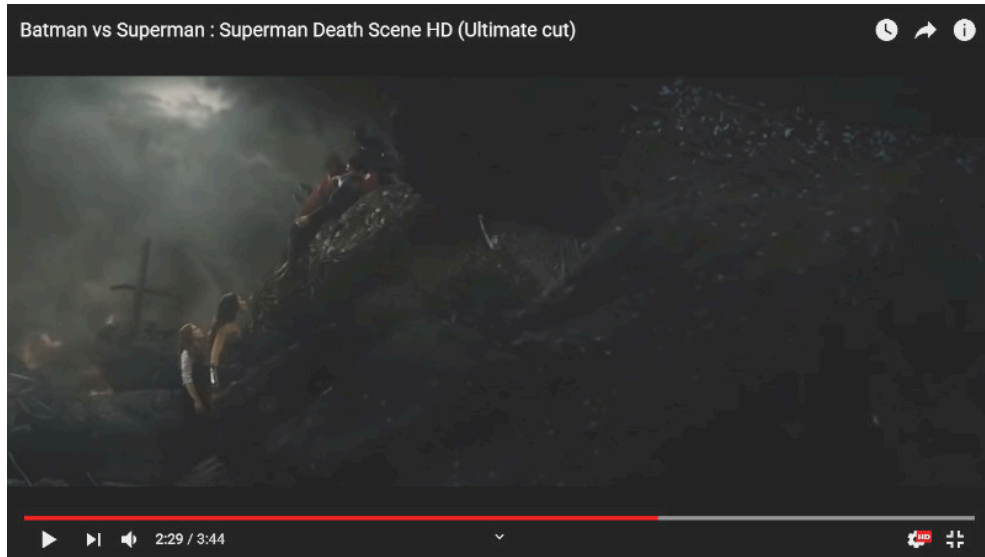 Batman vs Superman : Superman Death Scene HD (Ultimate cut)
2:29 / 3:44
HD